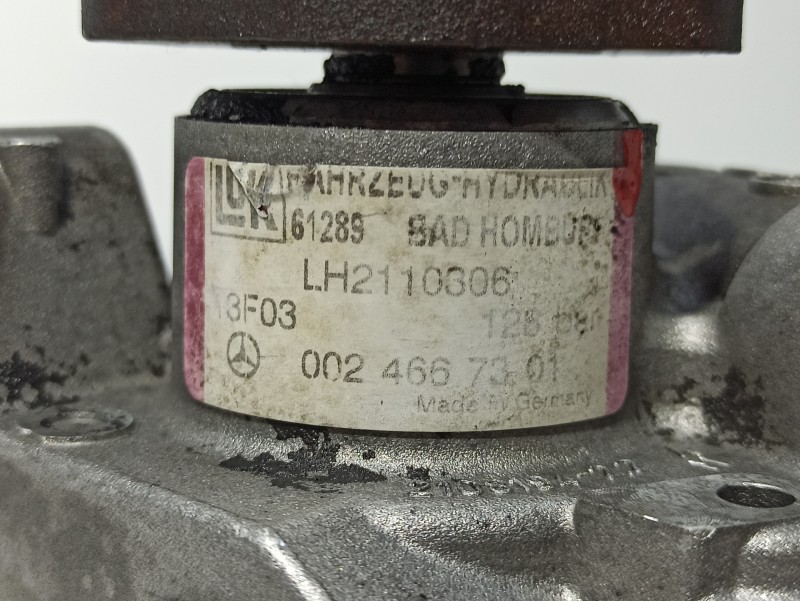 LuK FAHRZEUG-HYDRAULIK
61289 BAD HOMBURG
LH2110306
13F03 125 bar
002 466 73 01
Made in Germany